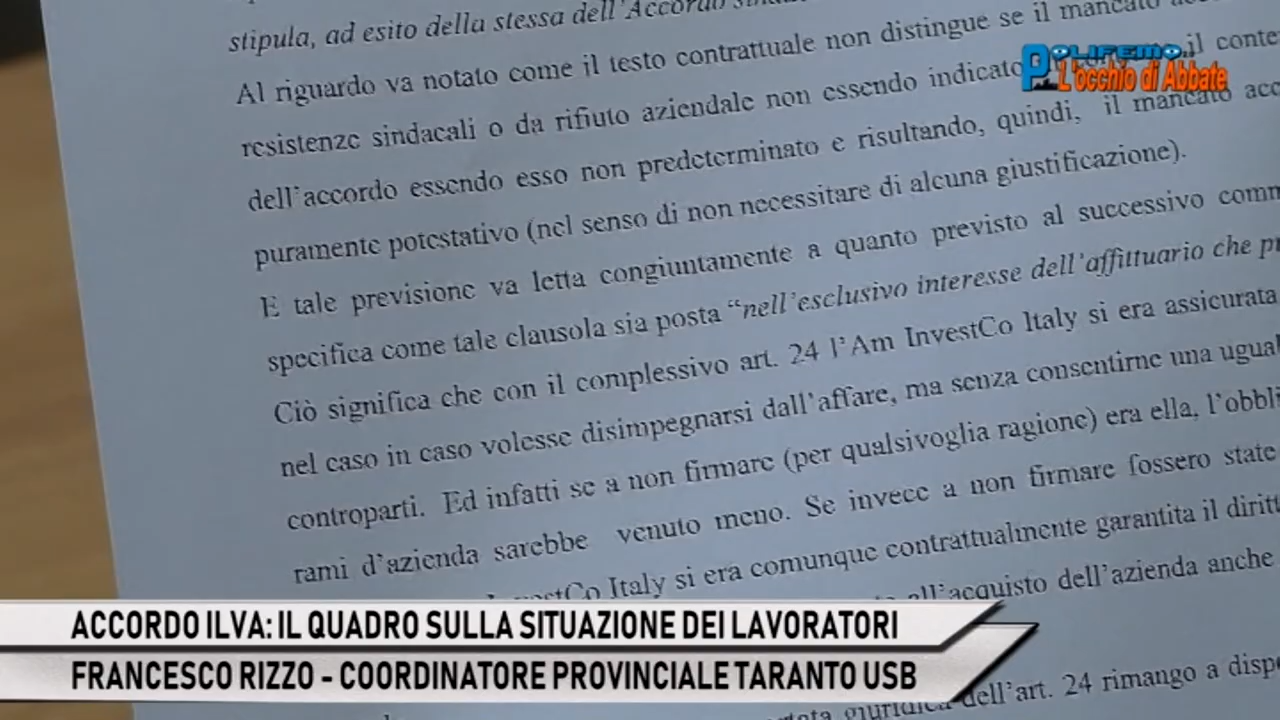 stipula, ad esito della stessa dell'Accordo
Al riguardo va notato come il testo contrattuale non distingue se il mancato
POLIFEMO...
L'occhio di Abbate
resistenze sindacali o da rifiuto aziendale non essendo indicato il
dell'accordo essendo esso non predeterminato e risultando, quindi, il mancato
puramente potestativo (nel senso di non necessitare di alcuna giustificazione).
E tale previsione va letta congiuntamente a quanto previsto al successivo
specifica come tale clausola sia posta “nell'esclusivo interesse dell'affittuario che
Ciò significa che con il complessivo art. 24 l'Am InvestCo Italy si era assicurata
nel caso in caso volesse disimpegnarsi dall'affare, ma senza consentirne una
controparti. Ed infatti se a non firmare (per qualsivoglia ragione) era ella,
rami d'azienda sarebbe venuto meno. Se invece a non firmare fossero state
Italy si era comunque contrattualmente garantita il
all'acquisto dell'azienda anche
ACCORDO ILVA: IL QUADRO SULLA SITUAZIONE DEI LAVORATORI
FRANCESCO RIZZO - COORDINATORE PROVINCIALE TARANTO USB
giuridica dell'art. 24 rimango a